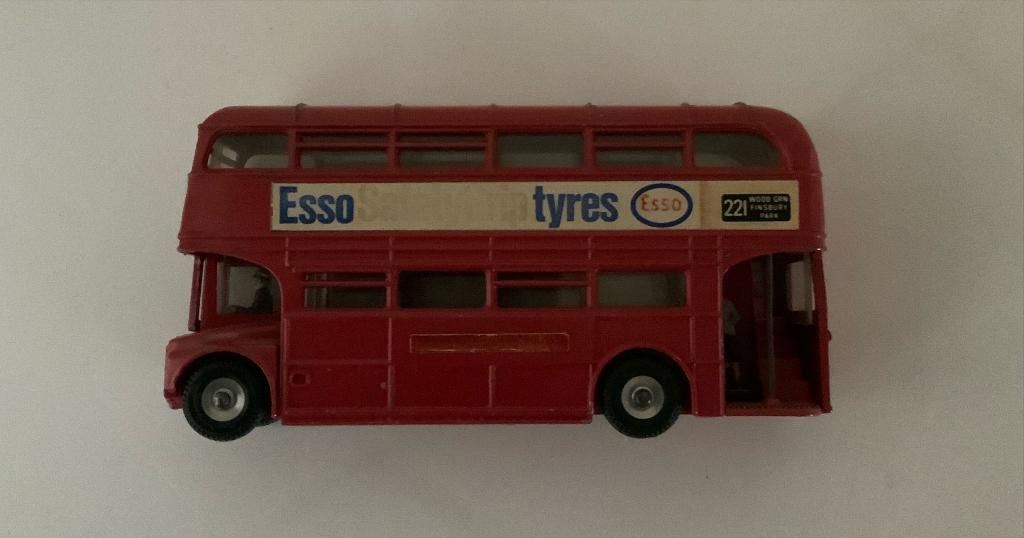 Esso tyres Esso
221 WOOD GRN
FINSBURY
PARK